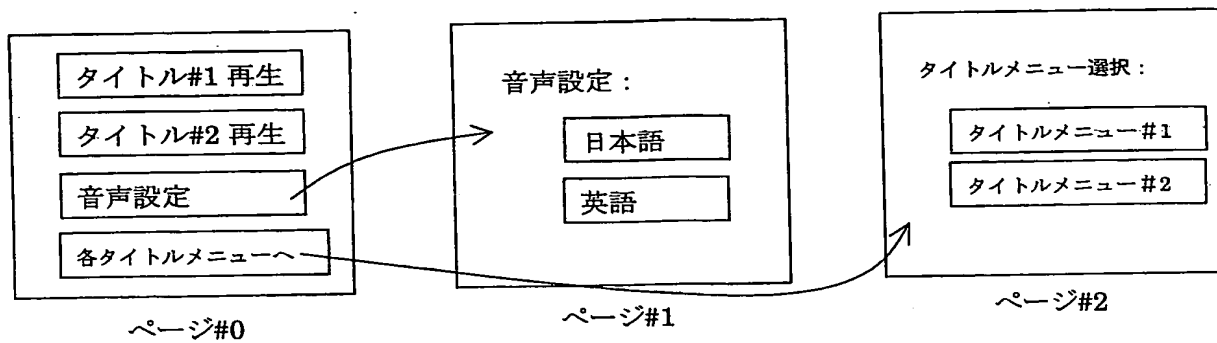 タイトル#1 再生
タイトル#2 再生
音声設定
各タイトルメニューへ
ページ#0
音声設定：
日本語
英語
ページ#1
タイトルメニュー選択：
タイトルメニュー#1
タイトルメニュー#2
ページ#2